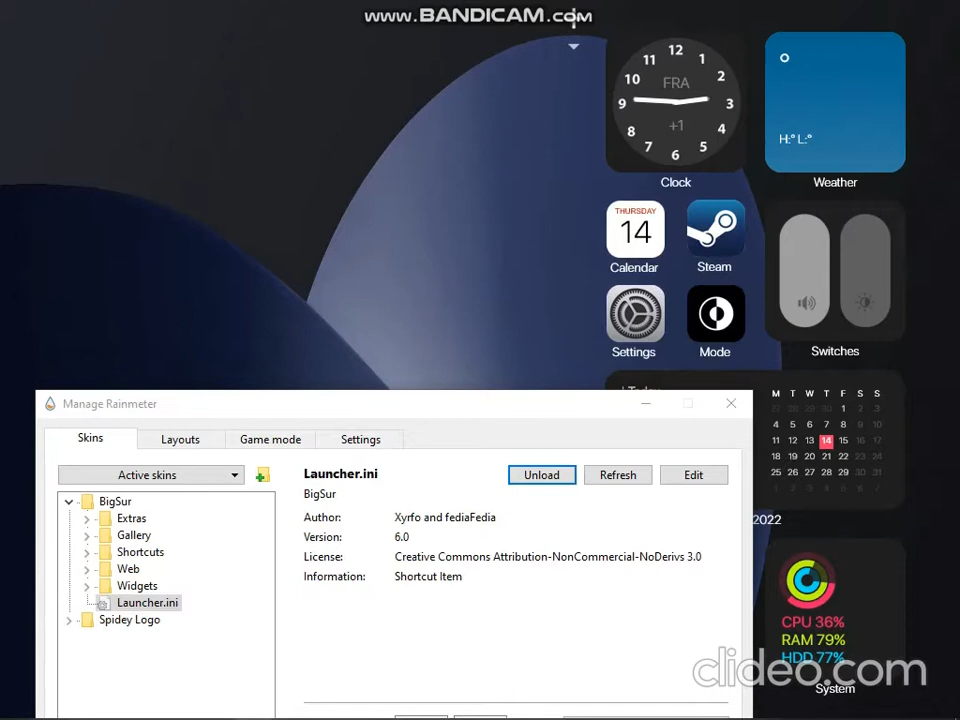 www.BANDICAM.com
12
11
1
10
FRA
2
9
3
8
+1
4
7
5
6
Clock
H:° L:°
Weather
THURSDAY
14
Calendar
Steam
Settings
Mode
Switches
Today
M T W T F S S
27 28 29 30 1 2 3
4 5 6 7 8 9 10
11 12 13 14 15 16 17
18 19 20 21 22 23 24
25 26 27 28 29 30 31
2022
Manage Rainmeter
Skins
Layouts
Game mode
Settings
Active skins
BigSur
Extras
Gallery
Shortcuts
Web
Widgets
Launcher.ini
Spidey Logo
Launcher.ini
Unload
Refresh
Edit
BigSur
Author: Xyrfo and fediaFedia
Version: 6.0
License: Creative Commons Attribution-NonCommercial-NoDerivs 3.0
Information: Shortcut Item
CPU 36%
RAM 79%
HDD 77%
System
clideo.com